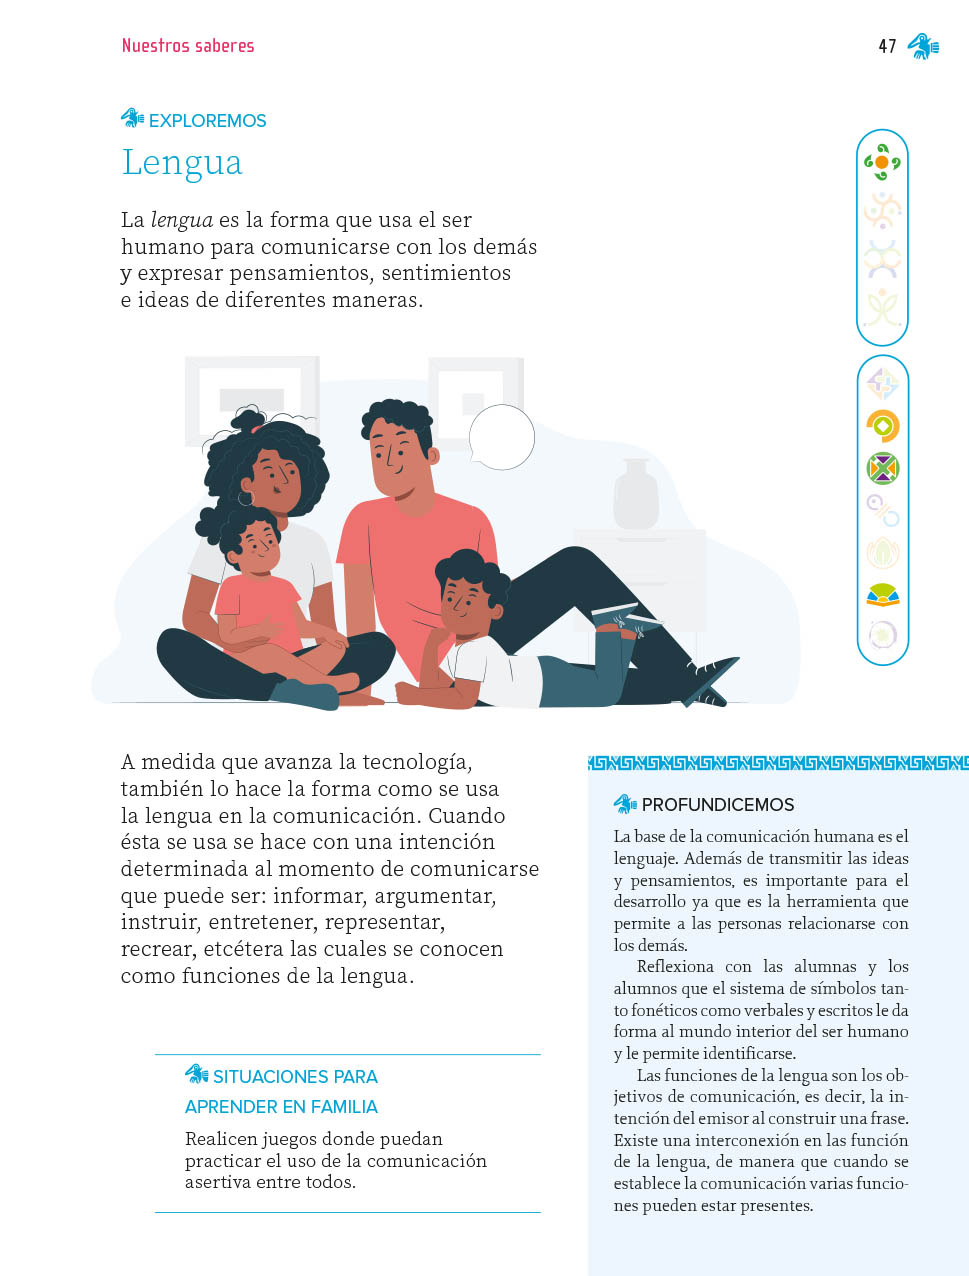 Nuestros saberes
47
EXPLOREMOS
Lengua
La lengua es la forma que usa el ser
humano para comunicarse con los demás
y expresar pensamientos, sentimientos
e ideas de diferentes maneras.
A medida que avanza la tecnología,
también lo hace la forma como se usa
la lengua en la comunicación. Cuando
ésta se usa se hace con una intención
determinada al momento de comunicarse
que puede ser: informar, argumentar,
instruir, entretener, representar,
recrear, etcétera las cuales se conocen
como funciones de la lengua.
SITUACIONES PARA
APRENDER EN FAMILIA
Realicen juegos donde puedan
practicar el uso de la comunicación
asertiva entre todos.
PROFUNDICEMOS
La base de la comunicación humana es el
lenguaje. Además de transmitir las ideas
y pensamientos, es importante para el
desarrollo ya que es la herramienta que
permite a las personas relacionarse con
los demás.
Reflexiona con las alumnas y los
alumnos que el sistema de símbolos tan-
to fonéticos como verbales y escritos le da
forma al mundo interior del ser humano
y le permite identificarse.
Las funciones de la lengua son los ob-
jetivos de comunicación, es decir, la in-
tención del emisor al construir una frase.
Existe una interconexión en las función
de la lengua, de manera que cuando se
establece la comunicación varias funcio-
nes pueden estar presentes.